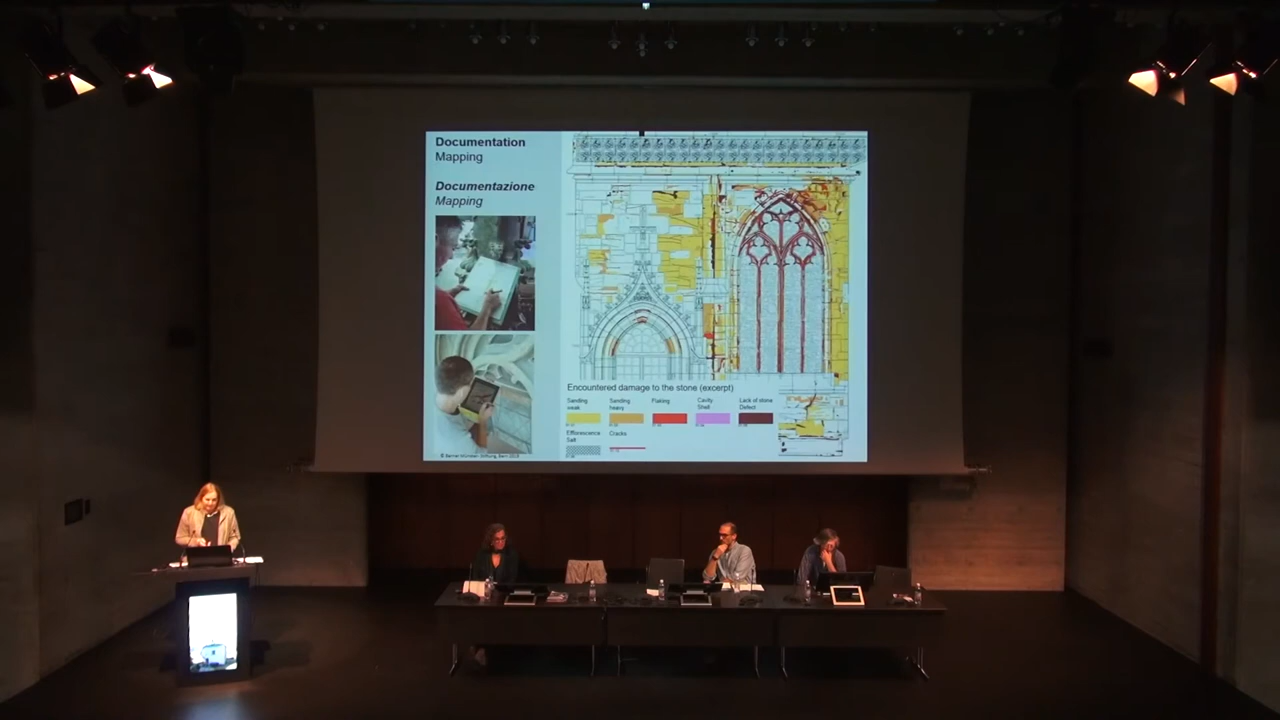 Documentation
Mapping
Documentazione
Mapping
Encountered damage to the stone (excerpt)
Sanding
weak
Sanding
heavy
Flaking
Cavity
Shell
Lack of stone
Defect
Efflorescence
Salt
Cracks